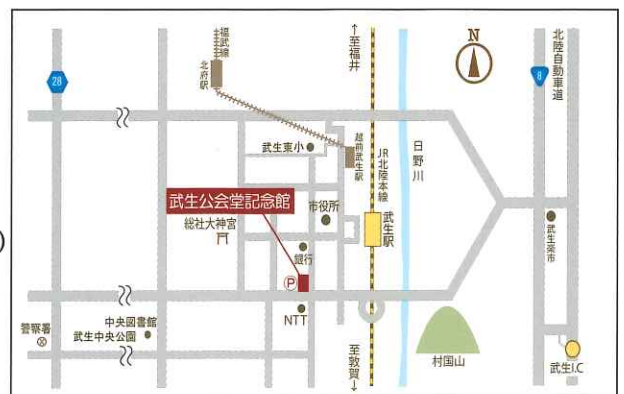 ↑至福井
N
北陸自動車道
福武線
28
北府駅
8
武生東小
越前武生駅
JR北陸本線
日野川
武生公会堂記念館
市役所
総社大神宮
武生駅
武生楽市
銀行
P
NTT
中央図書館
警察署
武生中央公園
至敦賀↓
村国山
武生I.C
)